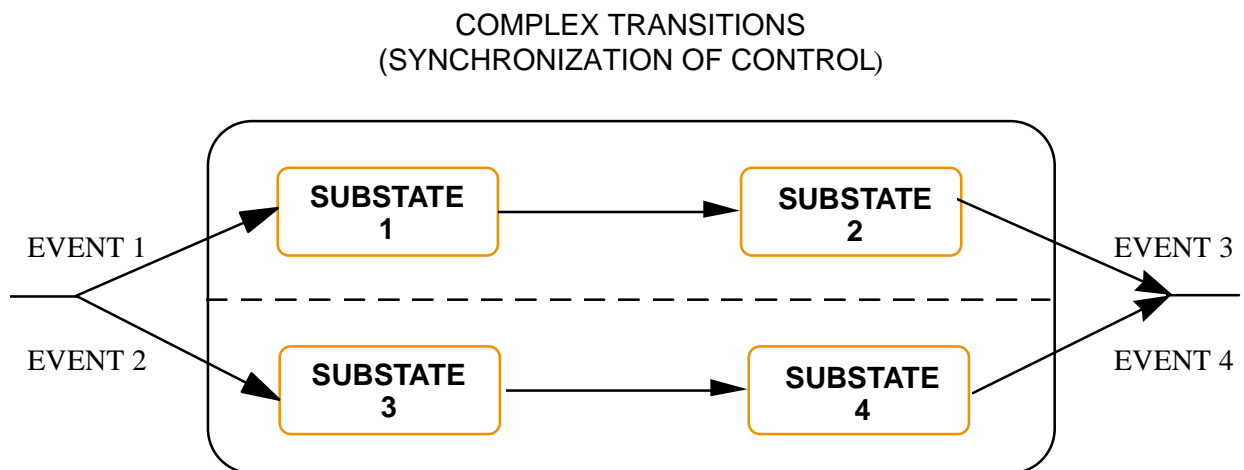 COMPLEX TRANSITIONS
(SYNCHRONIZATION OF CONTROL)
SUBSTATE
1
SUBSTATE
2
EVENT 1
EVENT 3
EVENT 2
EVENT 4
SUBSTATE
3
SUBSTATE
4